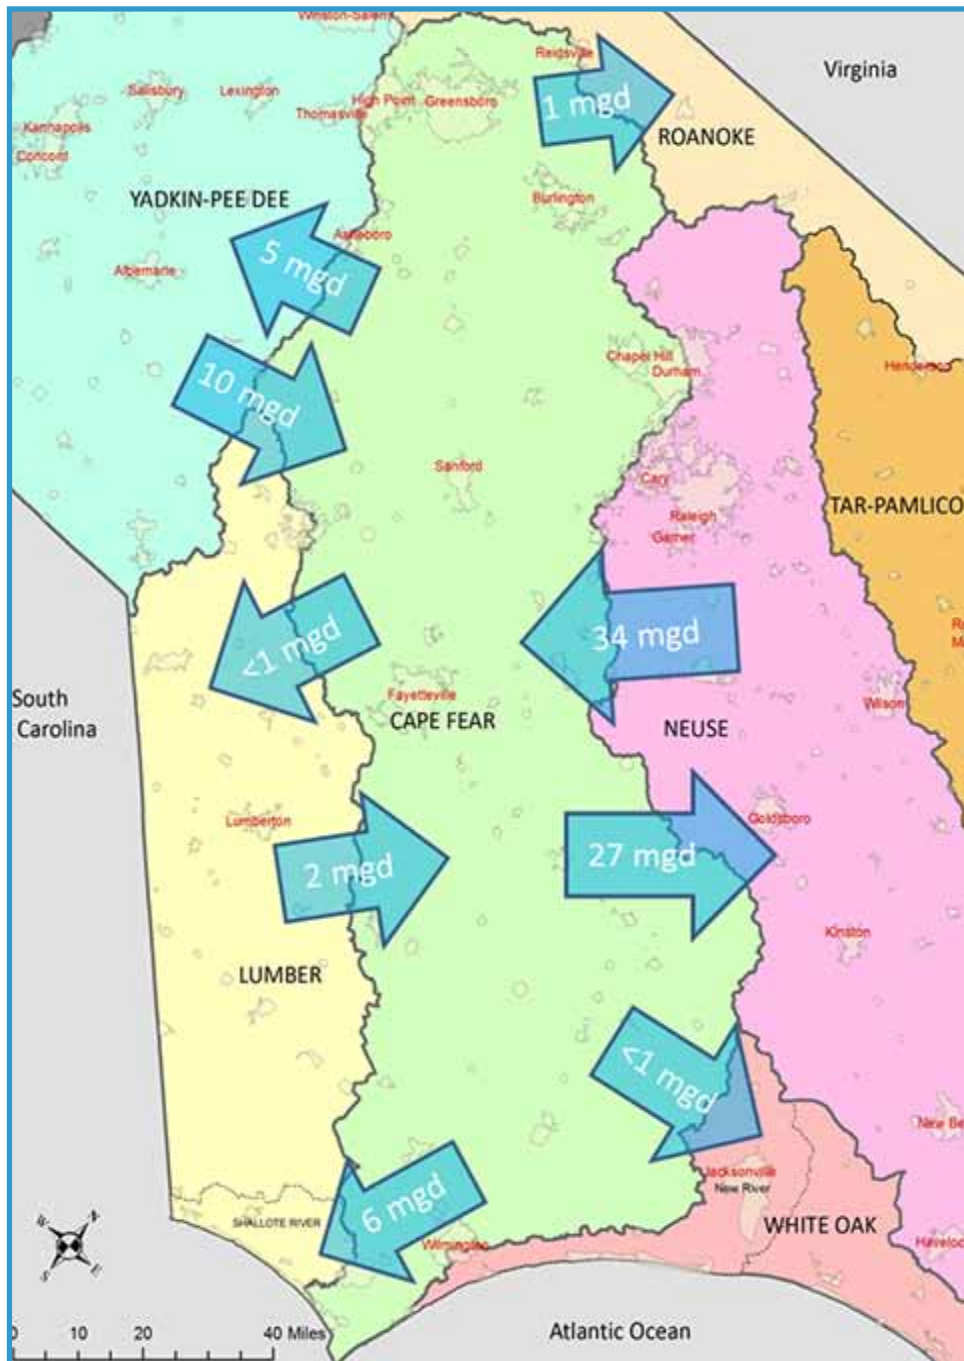 Winston-Salem
Reidsville
Virginia
Salisbury
Lexington
High Point
Greensboro
Thomasville
1 mgd
Kannapolis
Concord
ROANOKE
YADKIN-PEE DEE
Burlington
Asheboro
5 mgd
Albemarle
Chapel Hill
Durham
Henderson
10 mgd
Sanford
Cary
Raleigh
Garner
TAR-PAMLICO
<1 mgd
34 mgd
South
Carolina
Fayetteville
CAPE FEAR
NEUSE
Wilson
Lumberton
Goldsboro
2 mgd
27 mgd
Kinston
LUMBER
<1 mgd
New Be
Jacksonville
New River
6 mgd
SHALLOTE RIVER
WHITE OAK
Wilmington
Haveloc
N
W
S
E
0 10 20 40 Miles
Atlantic Ocean